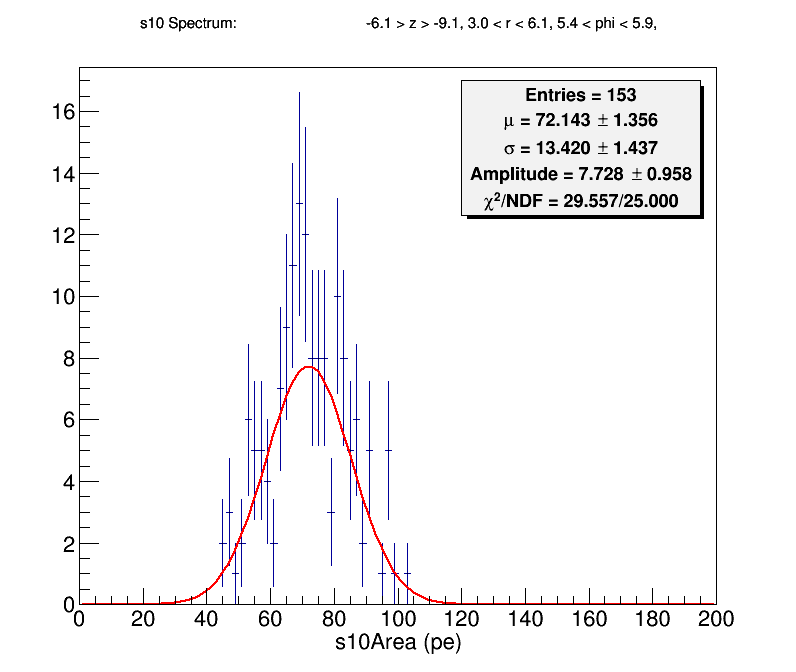 s10 Spectrum: -6.1 > z > -9.1, 3.0 < r < 6.1, 5.4 < phi < 5.9,
Entries = 153
μ = 72.143 ± 1.356
σ = 13.420 ± 1.437
Amplitude = 7.728 ± 0.958
χ²/NDF = 29.557/25.000
16
14
12
10
8
6
4
2
0
0 20 40 60 80 100 120 140 160 180 200
s10Area (pe)